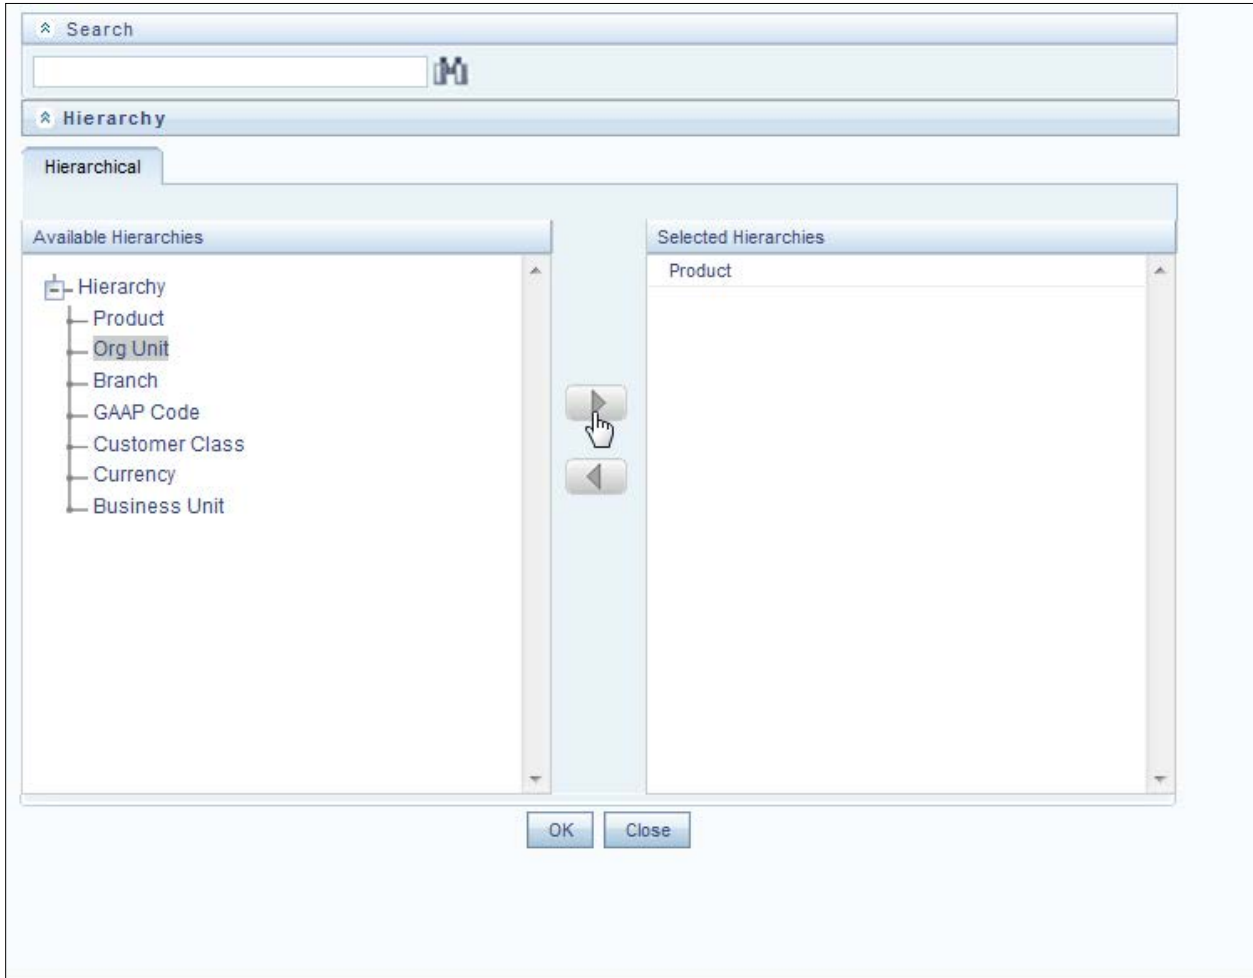 Search
Hierarchy
Hierarchical
Available Hierarchies
Hierarchy
Product
Org Unit
Branch
GAAP Code
Customer Class
Currency
Business Unit
Selected Hierarchies
Product
OK
Close